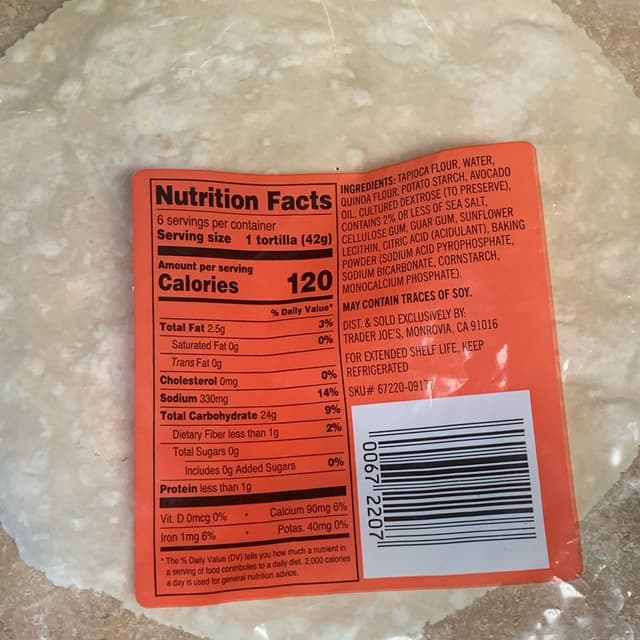 Nutrition Facts
6 servings per container
Serving size 1 tortilla (42g)
Amount per serving
Calories 120
% Daily Value*
Total Fat 2.5g 3%
Saturated Fat 0g 0%
Trans Fat 0g
Cholesterol 0mg 0%
Sodium 330mg 14%
Total Carbohydrate 24g 9%
Dietary Fiber less than 1g 2%
Total Sugars 0g
Includes 0g Added Sugars 0%
Protein less than 1g
Vit. D 0mcg 0% • Calcium 90mg 6%
Iron 1mg 6% • Potas. 40mg 0%
* The % Daily Value (DV) tells you how much a nutrient in
a serving of food contributes to a daily diet. 2,000 calories
a day is used for general nutrition advice.
INGREDIENTS: TAPIOCA FLOUR, WATER,
QUINOA FLOUR, POTATO STARCH, AVOCADO
OIL, CULTURED DEXTROSE (TO PRESERVE),
CONTAINS 2% OR LESS OF SEA SALT,
CELLULOSE GUM, GUAR GUM, SUNFLOWER
LECITHIN, CITRIC ACID (ACIDULANT), BAKING
POWDER (SODIUM ACID PYROPHOSPHATE,
SODIUM BICARBONATE, CORNSTARCH,
MONOCALCIUM PHOSPHATE).
MAY CONTAIN TRACES OF SOY.
DIST. & SOLD EXCLUSIVELY BY:
TRADER JOE'S, MONROVIA, CA 91016
FOR EXTENDED SHELF LIFE, KEEP
REFRIGERATED
SKU# 67220-09177
0067 2207